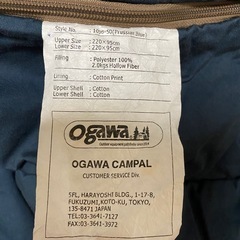 Style No. : 1050-50(Prussian Blue)
Upper Size : 220×95cm
Lower Size : 220×95cm
Filling : Polyester 100%
2.0kgs Hallow Fiber
Lining : Cotton Print
Upper Shell : Cotton
Lower Shell : Cotton
ogawa
OGAWA CAMPAL
CUSTOMER SERVICE Div.
5FL, HARAYOSHI BLDG., 1-17-8,
FUKUZUMI, KOTO-KU, TOKYO,
135-8471 JAPAN
TEL: 03-3641-7127
FAX: 03-3641-3972